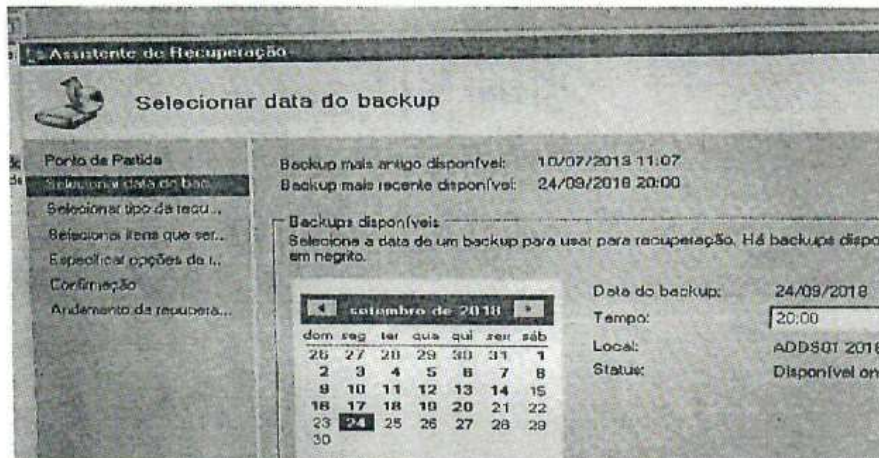 Assistente de Recuperação
Selecionar data do backup
Ponto de Partida
Selecionar data do bac...
Selecionar tipo da recu...
Selecionar itens que ser...
Especificar opções de r...
Confirmação
Andamento da recupera...
Backup mais antigo disponível: 10/07/2013 11:07
Backup mais recente disponível: 24/09/2018 20:00
Backups disponíveis
Selecione a data de um backup para usar para recuperação. Há backups dispo
em negrito.
setembro de 2018
dom seg ter qua qui sex sáb
26 27 28 29 30 31 1
2 3 4 5 6 7 8
9 10 11 12 13 14 15
16 17 18 19 20 21 22
23 24 25 26 27 28 29
30
Data do backup: 24/09/2018
Tempo: 20:00
Local: ADDS01 2018
Status: Disponível on